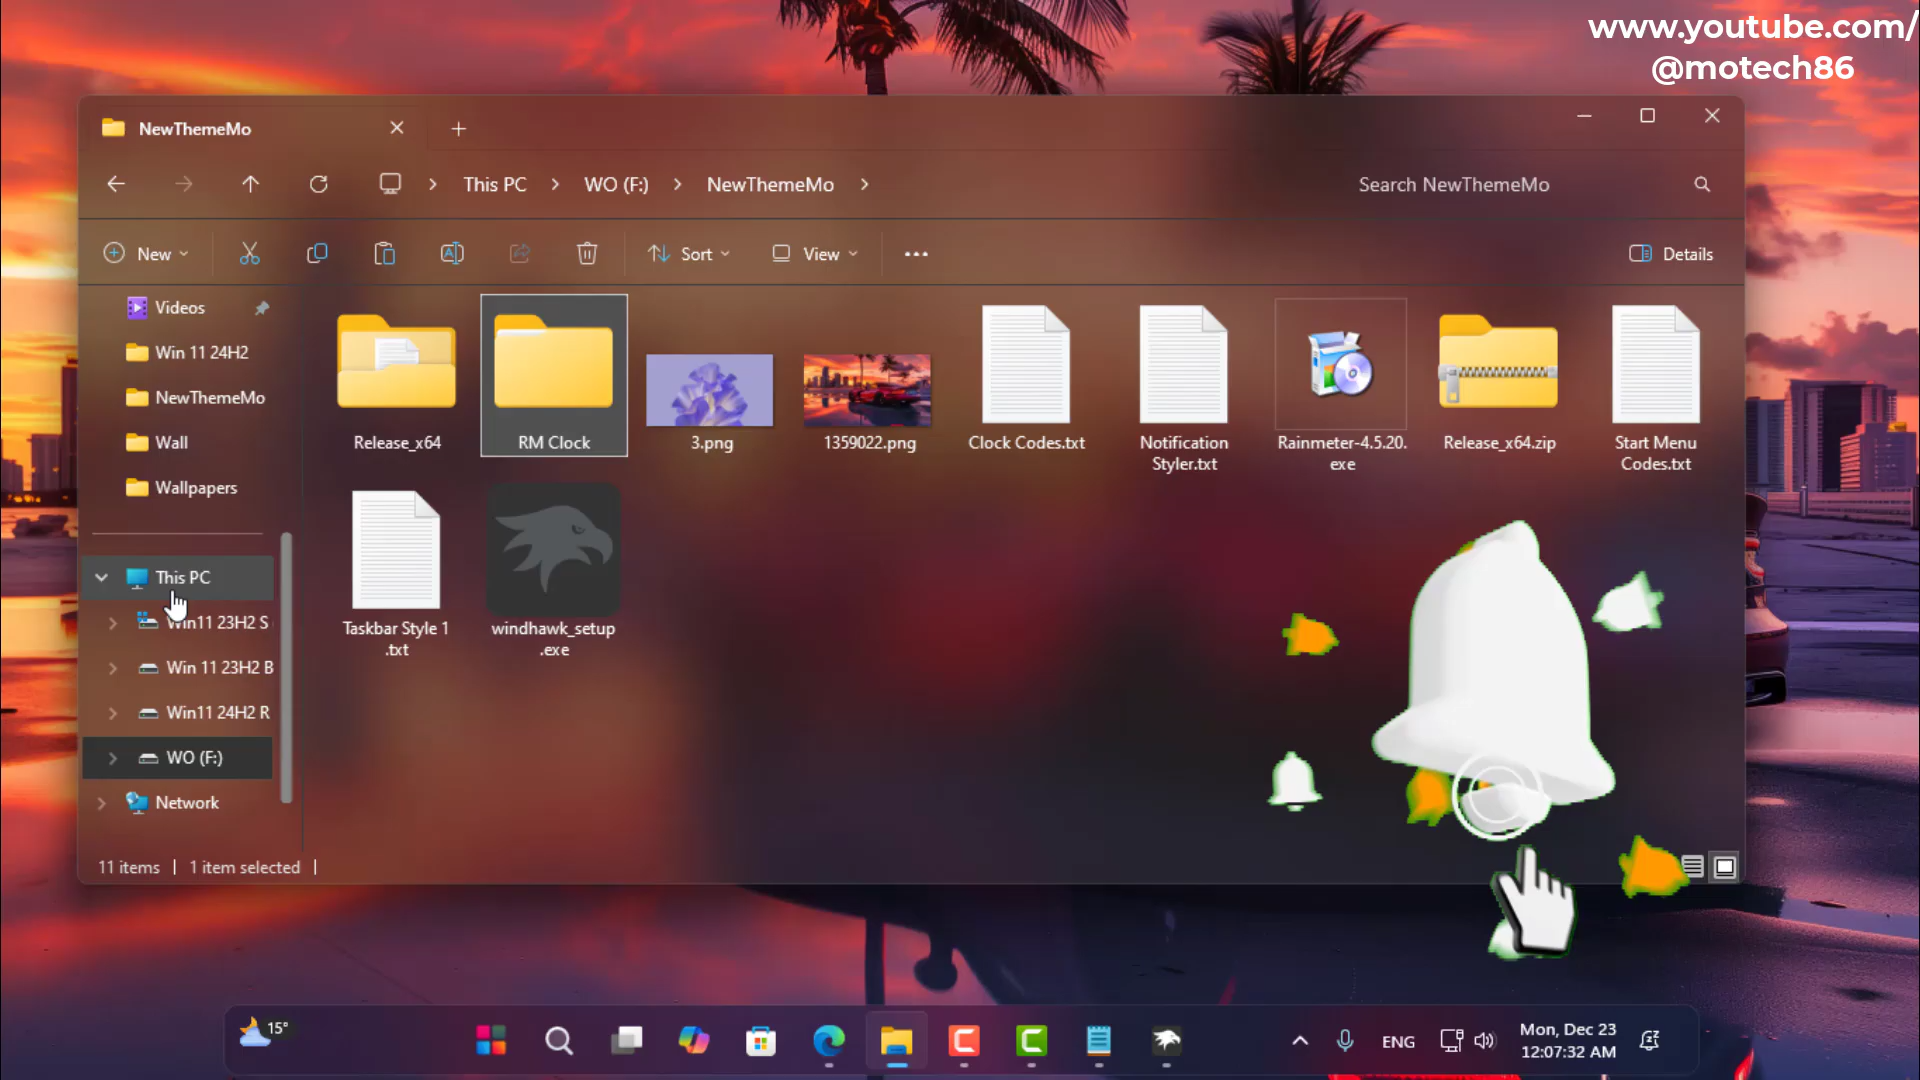 www.youtube.com/
@motech86
NewThemeMo
This PC
WO (F:)
NewThemeMo
Search NewThemeMo
New
Sort
View
Details
Videos
Win 11 24H2
NewThemeMo
Wall
Wallpapers
This PC
Win11 23H2 S
Win 11 23H2 B
Win11 24H2 R
WO (F:)
Network
Release_x64
RM Clock
3.png
1359022.png
Clock Codes.txt
Notification
Styler.txt
Rainmeter-4.5.20.
exe
Release_x64.zip
Start Menu
Codes.txt
Taskbar Style 1
.txt
windhawk_setup
.exe
11 items
1 item selected
15°
ENG
Mon, Dec 23
12:07:32 AM